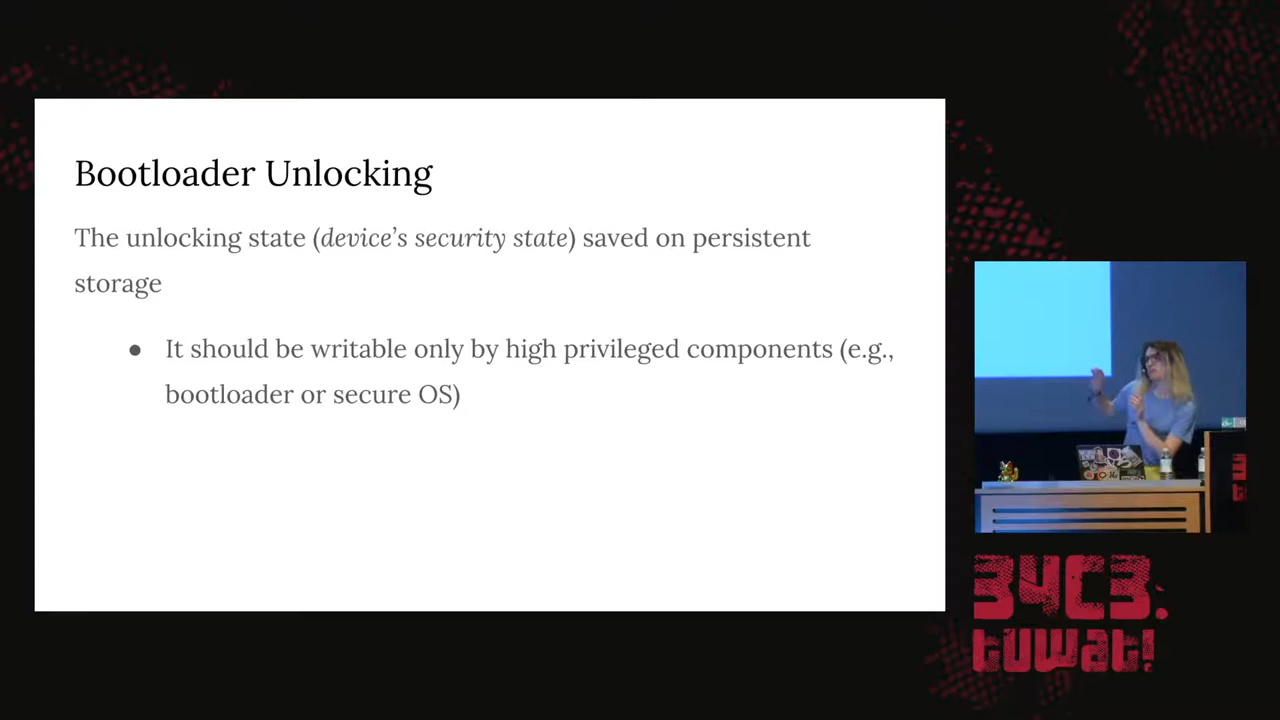 Bootloader Unlocking
The unlocking state (device's security state) saved on persistent
storage
● It should be writable only by high privileged components (e.g.,
bootloader or secure OS)
34C3.
tuwat!